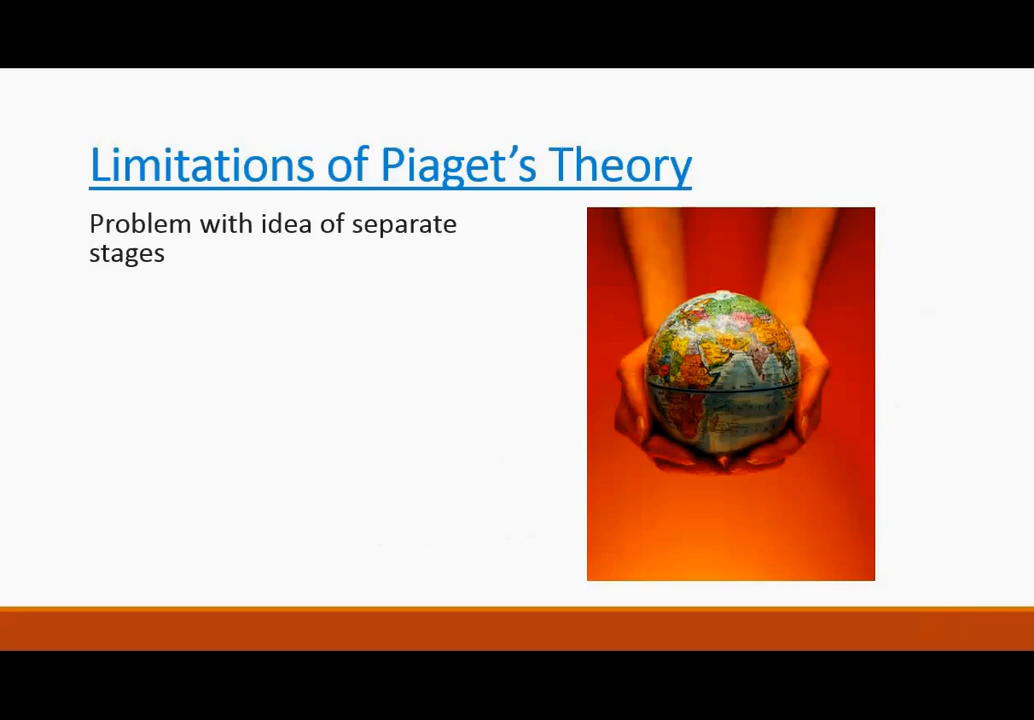 Limitations of Piaget’s Theory
Problem with idea of separate
stages